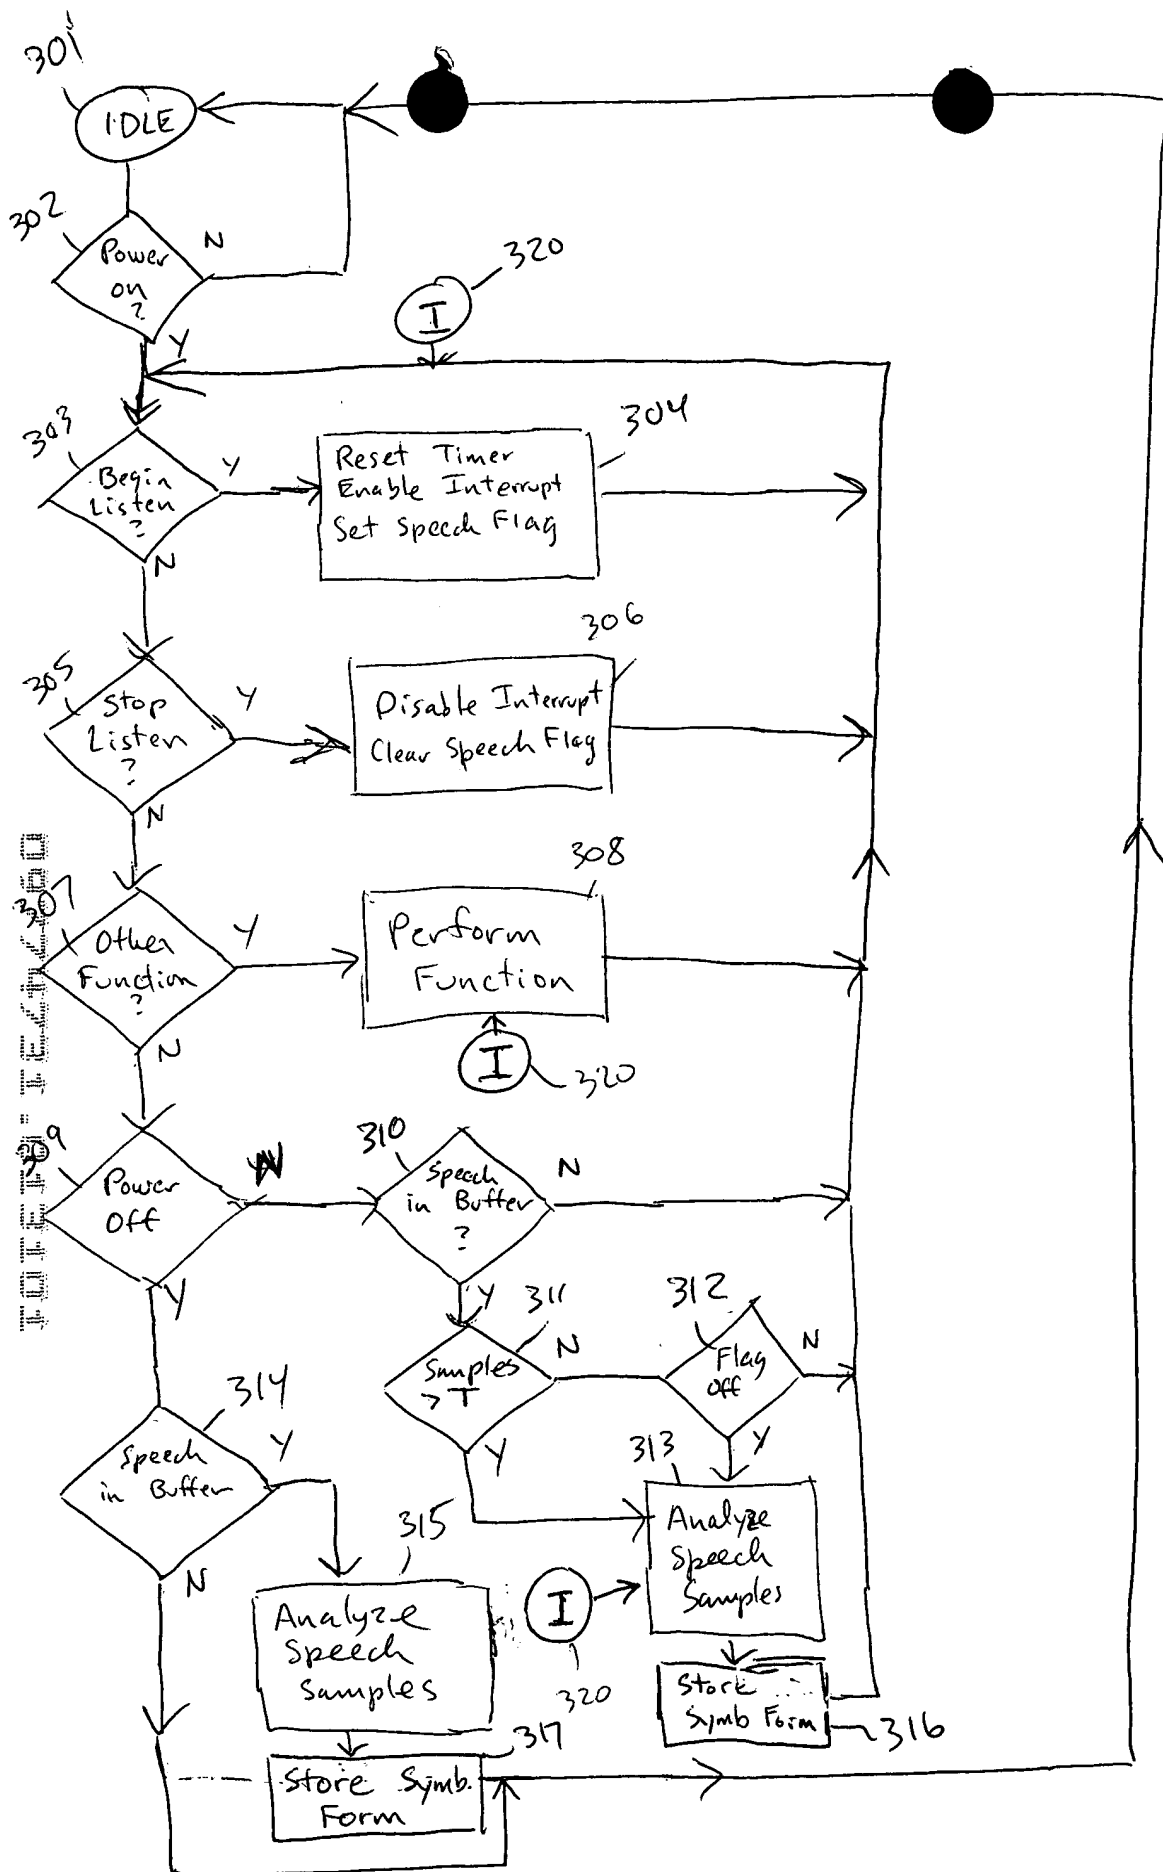 301
IDLE
302
Power
on
?
N
Y
320
I
303
Begin
Listen
?
Y
N
304
Reset Timer
Enable Interrupt
Set Speech Flag
305
Stop
Listen
?
Y
N
306
Disable Interrupt
Clear Speech Flag
307
Other
Function
?
Y
N
308
Perform
Function
I
320
309
Power
Off
N
Y
310
Speech
in Buffer
?
N
Y
311
Samples
> T
N
Y
312
Flag
Off
N
Y
313
Analyze
Speech
Samples
I
320
Store
Symb Form
316
314
Speech
in Buffer
Y
N
315
Analyze
Speech
Samples
317
Store Symb.
Form